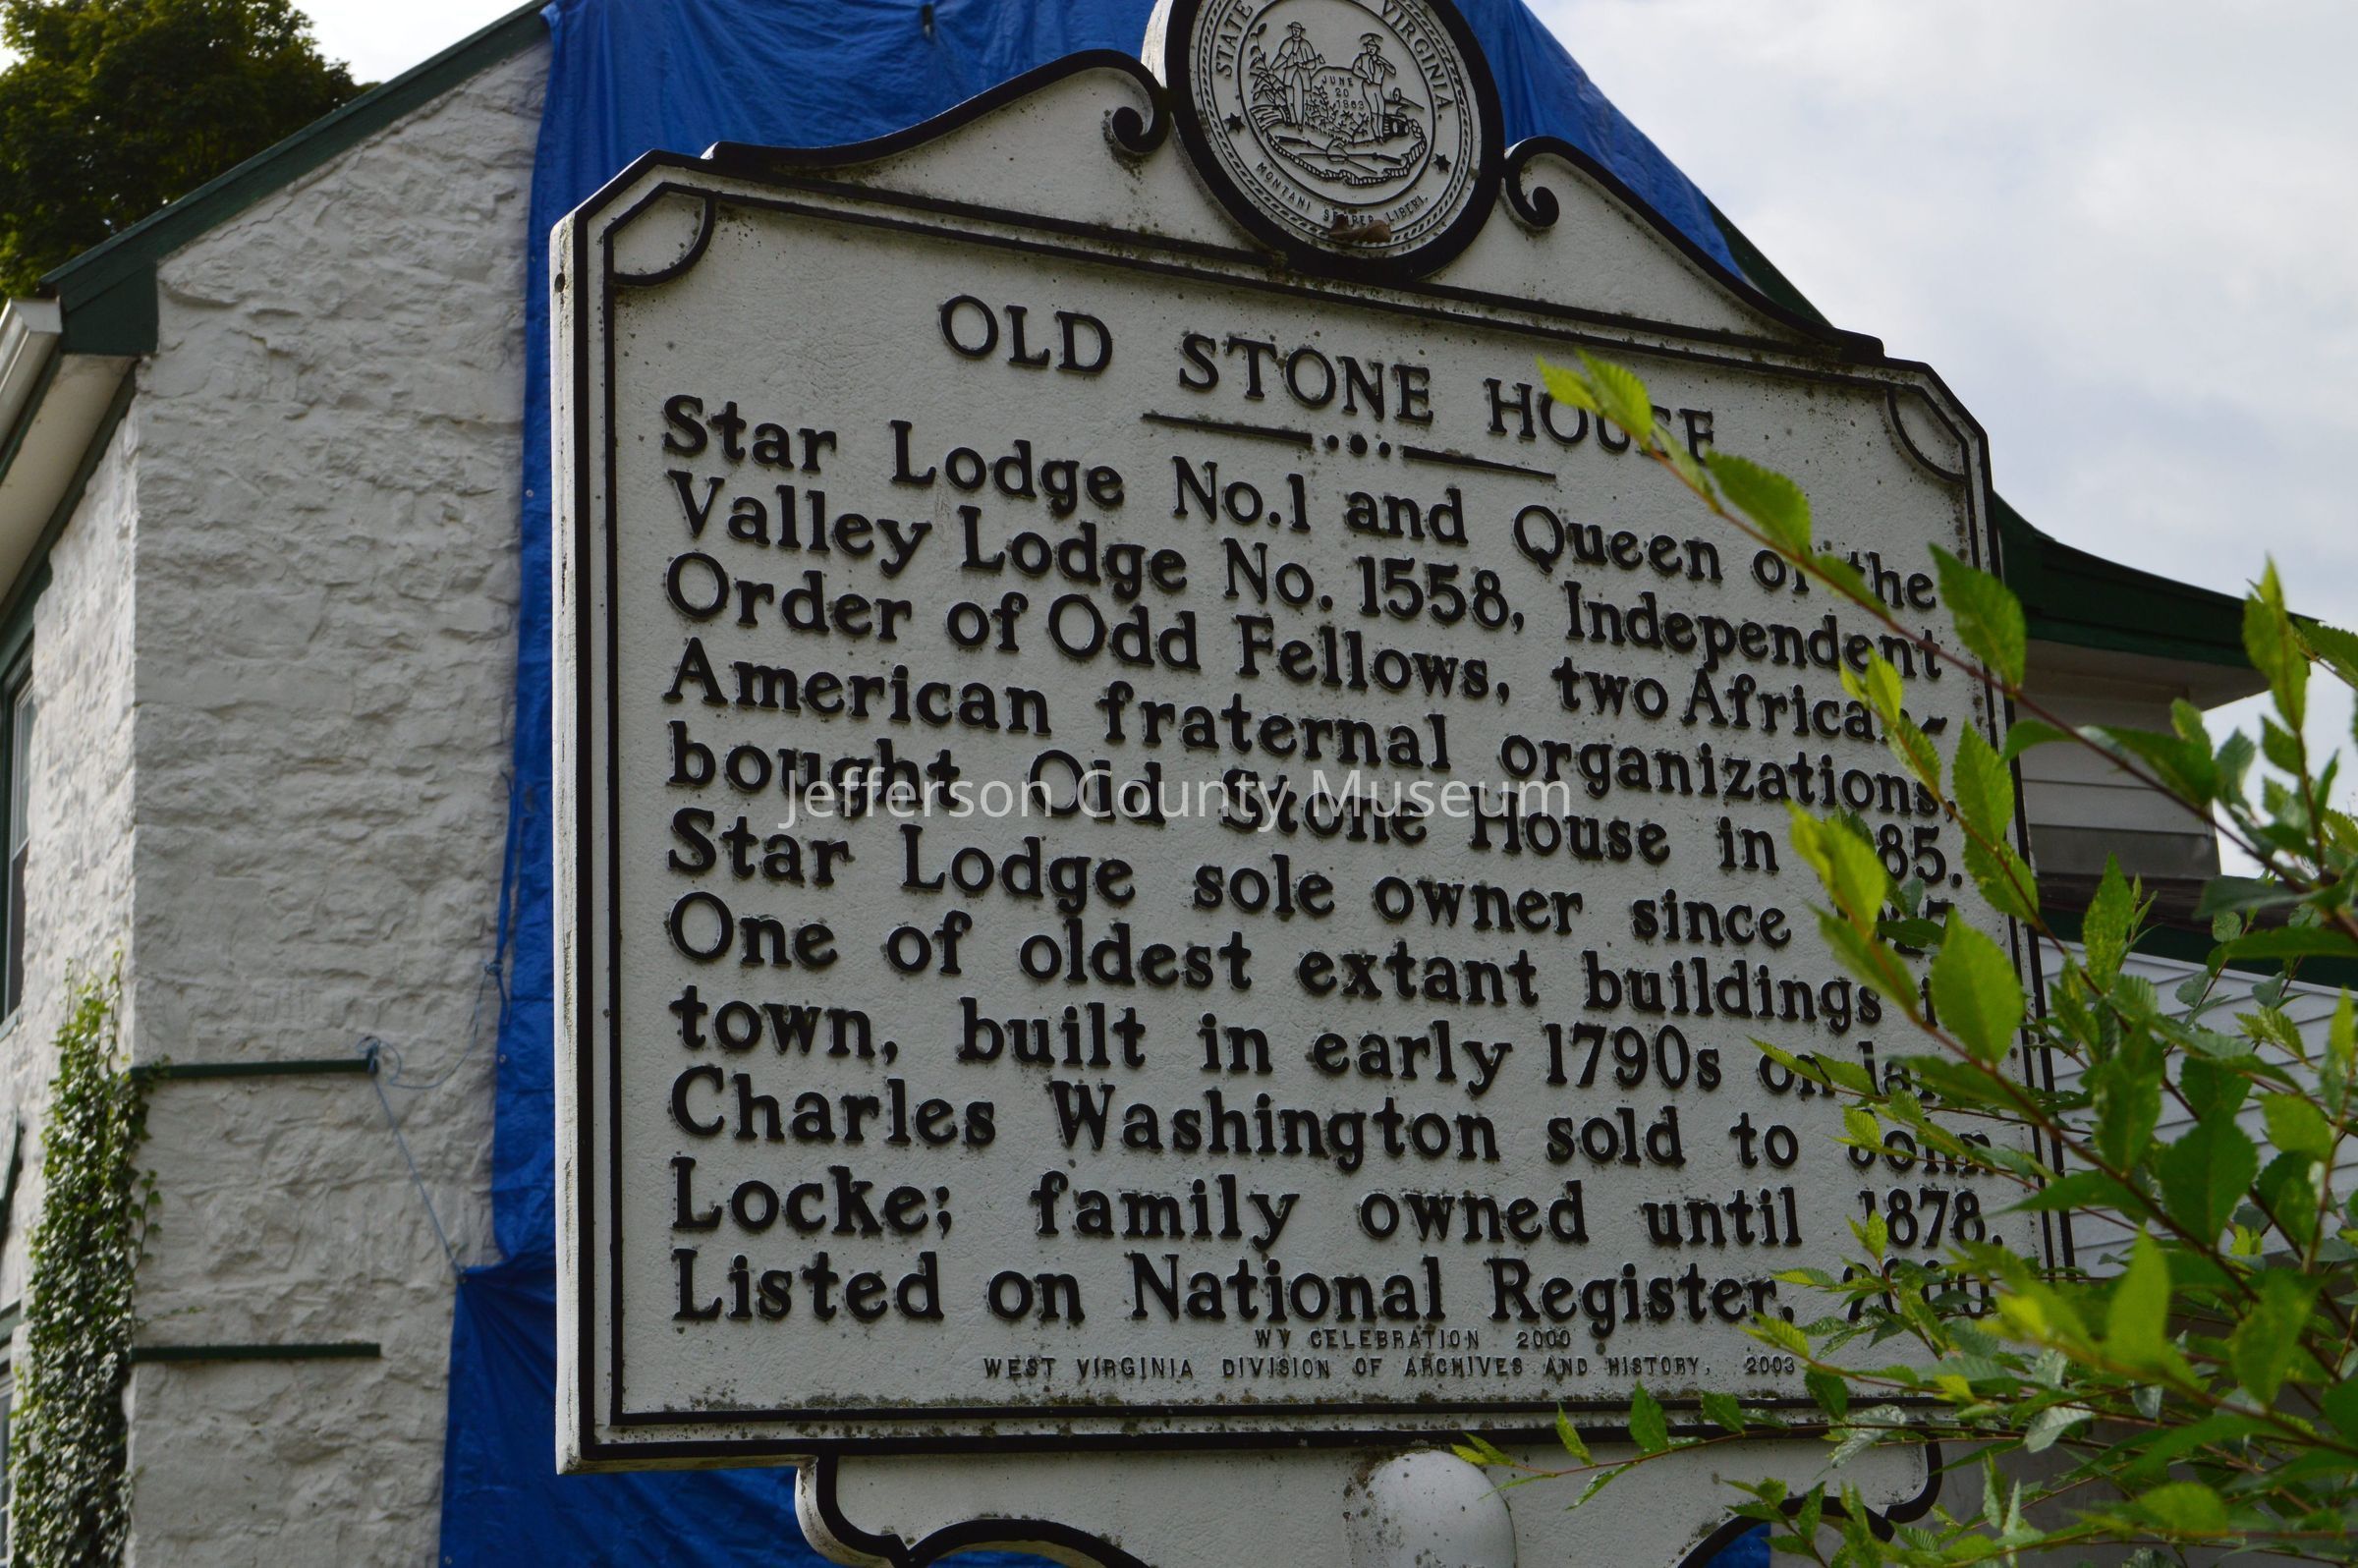 STATE VIRGINIA.
JUNE
20
1863
MONTANI SEMPER LIBERI.
OLD STONE HOUSE
Star Lodge No.1 and Queen of the
Valley Lodge No. 1558, Independent
Order of Odd Fellows, two African-
American fraternal organizations,
bought Old Stone House in
Jefferson County Museum
Star Lodge sole owner since
One of oldest extant buildings in
town, built in early 1790s on
Charles Washington sold to John
Locke; family owned until 1878.
Listed on National Register, 2000
WV CELEBRATION 2000
WEST VIRGINIA DIVISION OF ARCHIVES AND HISTORY, 2003